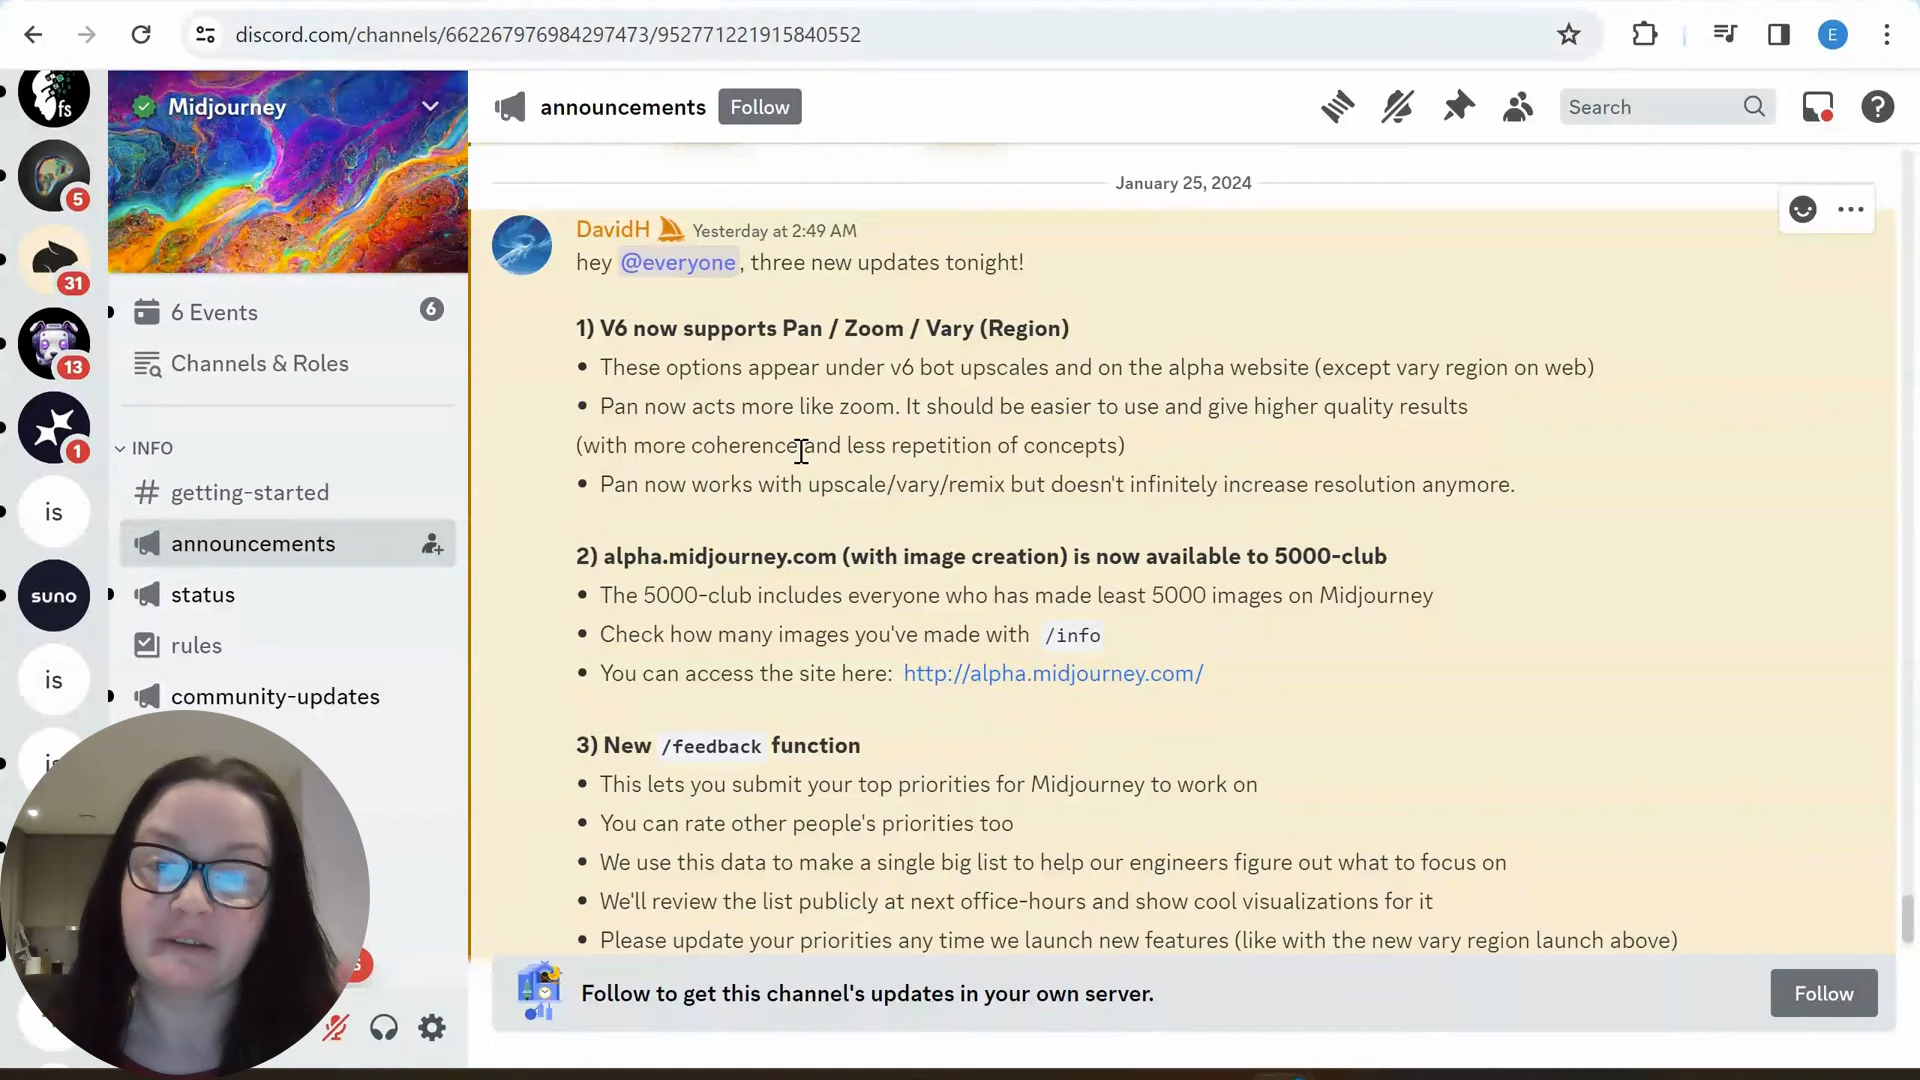 discord.com/channels/662267976984297473/952771221915840552
E
fs
5
31
13
1
is
suno
is
Midjourney
6 Events
6
Channels & Roles
INFO
getting-started
announcements
status
rules
community-updates
announcements
Follow
Search
January 25, 2024
DavidH Yesterday at 2:49 AM
hey @everyone, three new updates tonight!
1) V6 now supports Pan / Zoom / Vary (Region)
• These options appear under v6 bot upscales and on the alpha website (except vary region on web)
• Pan now acts more like zoom. It should be easier to use and give higher quality results
(with more coherence and less repetition of concepts)
• Pan now works with upscale/vary/remix but doesn't infinitely increase resolution anymore.
2) alpha.midjourney.com (with image creation) is now available to 5000-club
• The 5000-club includes everyone who has made least 5000 images on Midjourney
• Check how many images you've made with /info
• You can access the site here: http://alpha.midjourney.com/
3) New /feedback function
• This lets you submit your top priorities for Midjourney to work on
• You can rate other people's priorities too
• We use this data to make a single big list to help our engineers figure out what to focus on
• We'll review the list publicly at next office-hours and show cool visualizations for it
• Please update your priorities any time we launch new features (like with the new vary region launch above)
Follow to get this channel's updates in your own server.
Follow